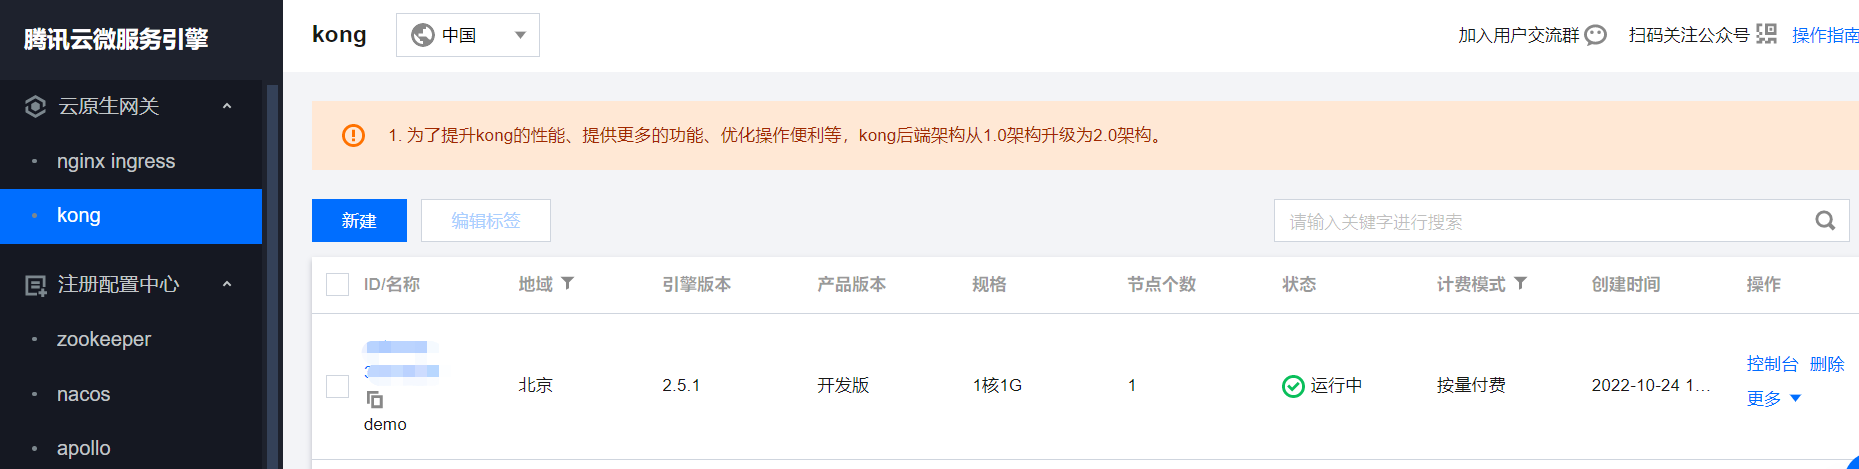 腾讯云微服务引擎
云原生网关
nginx ingress
kong
注册配置中心
zookeeper
nacos
apollo
kong 中国
加入用户交流群 扫码关注公众号 操作指南
1. 为了提升kong的性能、提供更多的功能、优化操作便利等，kong后端架构从1.0架构升级为2.0架构。
新建 编辑标签 请输入关键字进行搜索
ID/名称 地域 引擎版本 产品版本 规格 节点个数 状态 计费模式 创建时间 操作
demo 北京 2.5.1 开发版 1核1G 1 运行中 按量付费 2022-10-24 1... 控制台 删除
更多